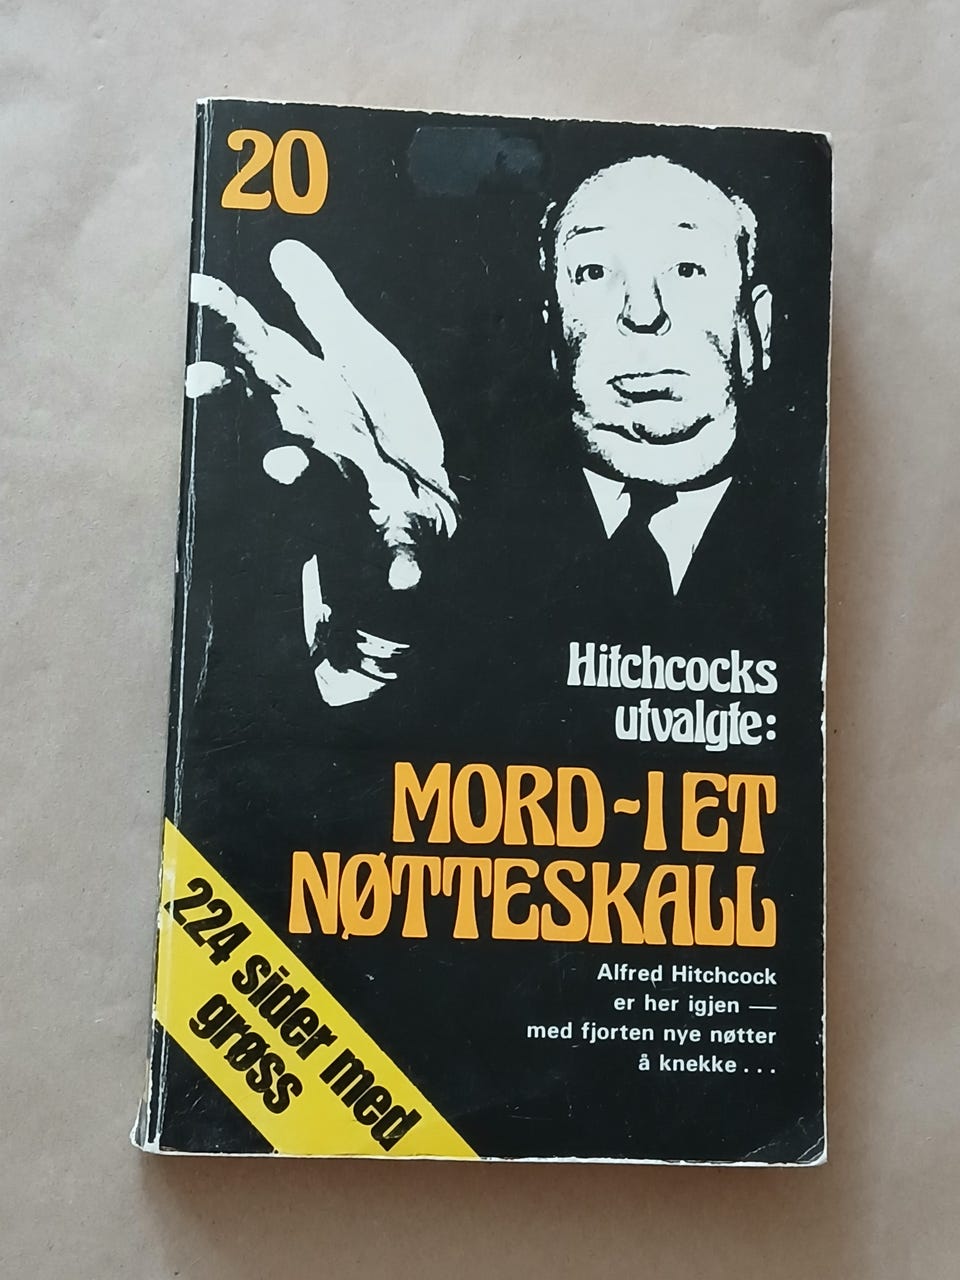 20
Hitchcocks
utvalgte:
MORD~I ET
NØTTESKALL
Alfred Hitchcock
er her igjen —
med fjorten nye nøtter
å knekke...
224 sider med
grøss